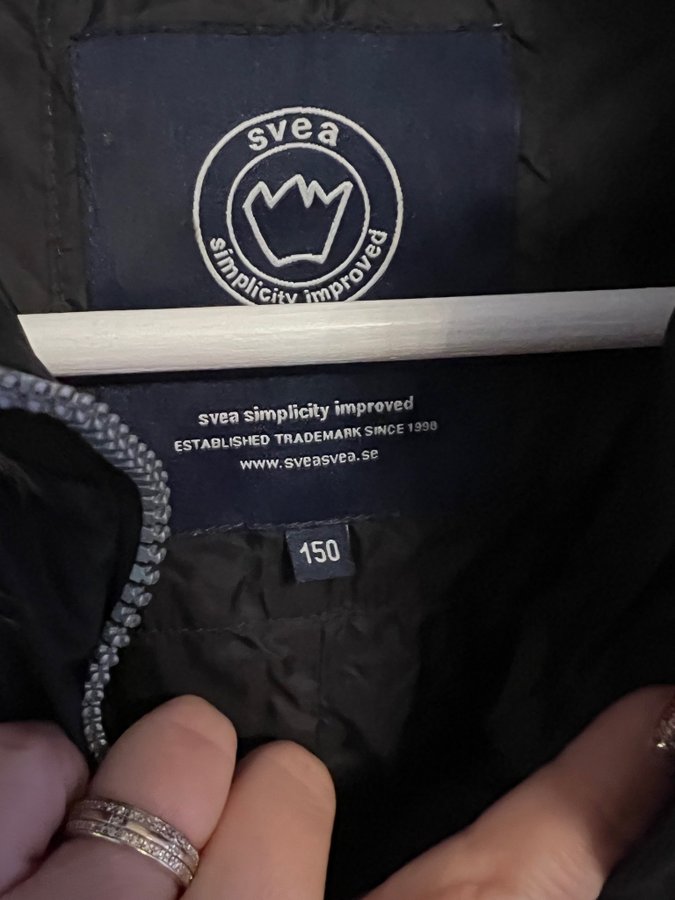 svea
simplicity improved
svea simplicity improved
ESTABLISHED TRADEMARK SINCE 1990
www.sveasvea.se
150